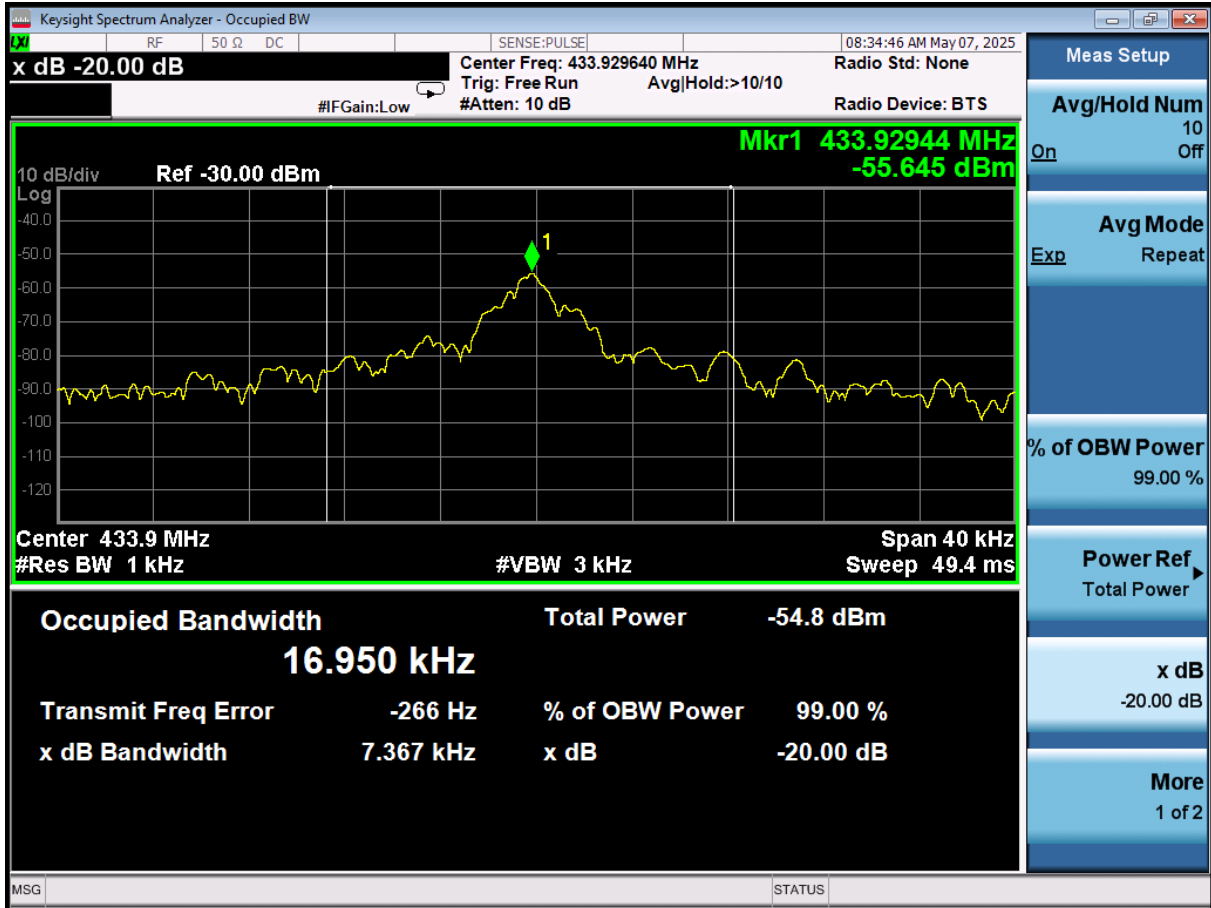 Keysight Spectrum Analyzer - Occupied BW
LXI RF 50 Ω DC SENSE:PULSE 08:34:46 AM May 07, 2025
x dB -20.00 dB
Center Freq: 433.929640 MHz Radio Std: None
Trig: Free Run Avg|Hold:>10/10
#IFGain:Low #Atten: 10 dB Radio Device: BTS
Mkr1 433.92944 MHz
-55.645 dBm
10 dB/div Ref -30.00 dBm
Log
-40.0
1
-50.0
-60.0
-70.0
-80.0
-90.0
-100
-110
-120
Center 433.9 MHz Span 40 kHz
#Res BW 1 kHz #VBW 3 kHz Sweep 49.4 ms
Occupied Bandwidth Total Power -54.8 dBm
16.950 kHz
Transmit Freq Error -266 Hz % of OBW Power 99.00 %
x dB Bandwidth 7.367 kHz x dB -20.00 dB
Meas Setup
Avg/Hold Num
10
On Off
Avg Mode
Exp Repeat
% of OBW Power
99.00 %
Power Ref
Total Power
x dB
-20.00 dB
More
1 of 2
MSG STATUS